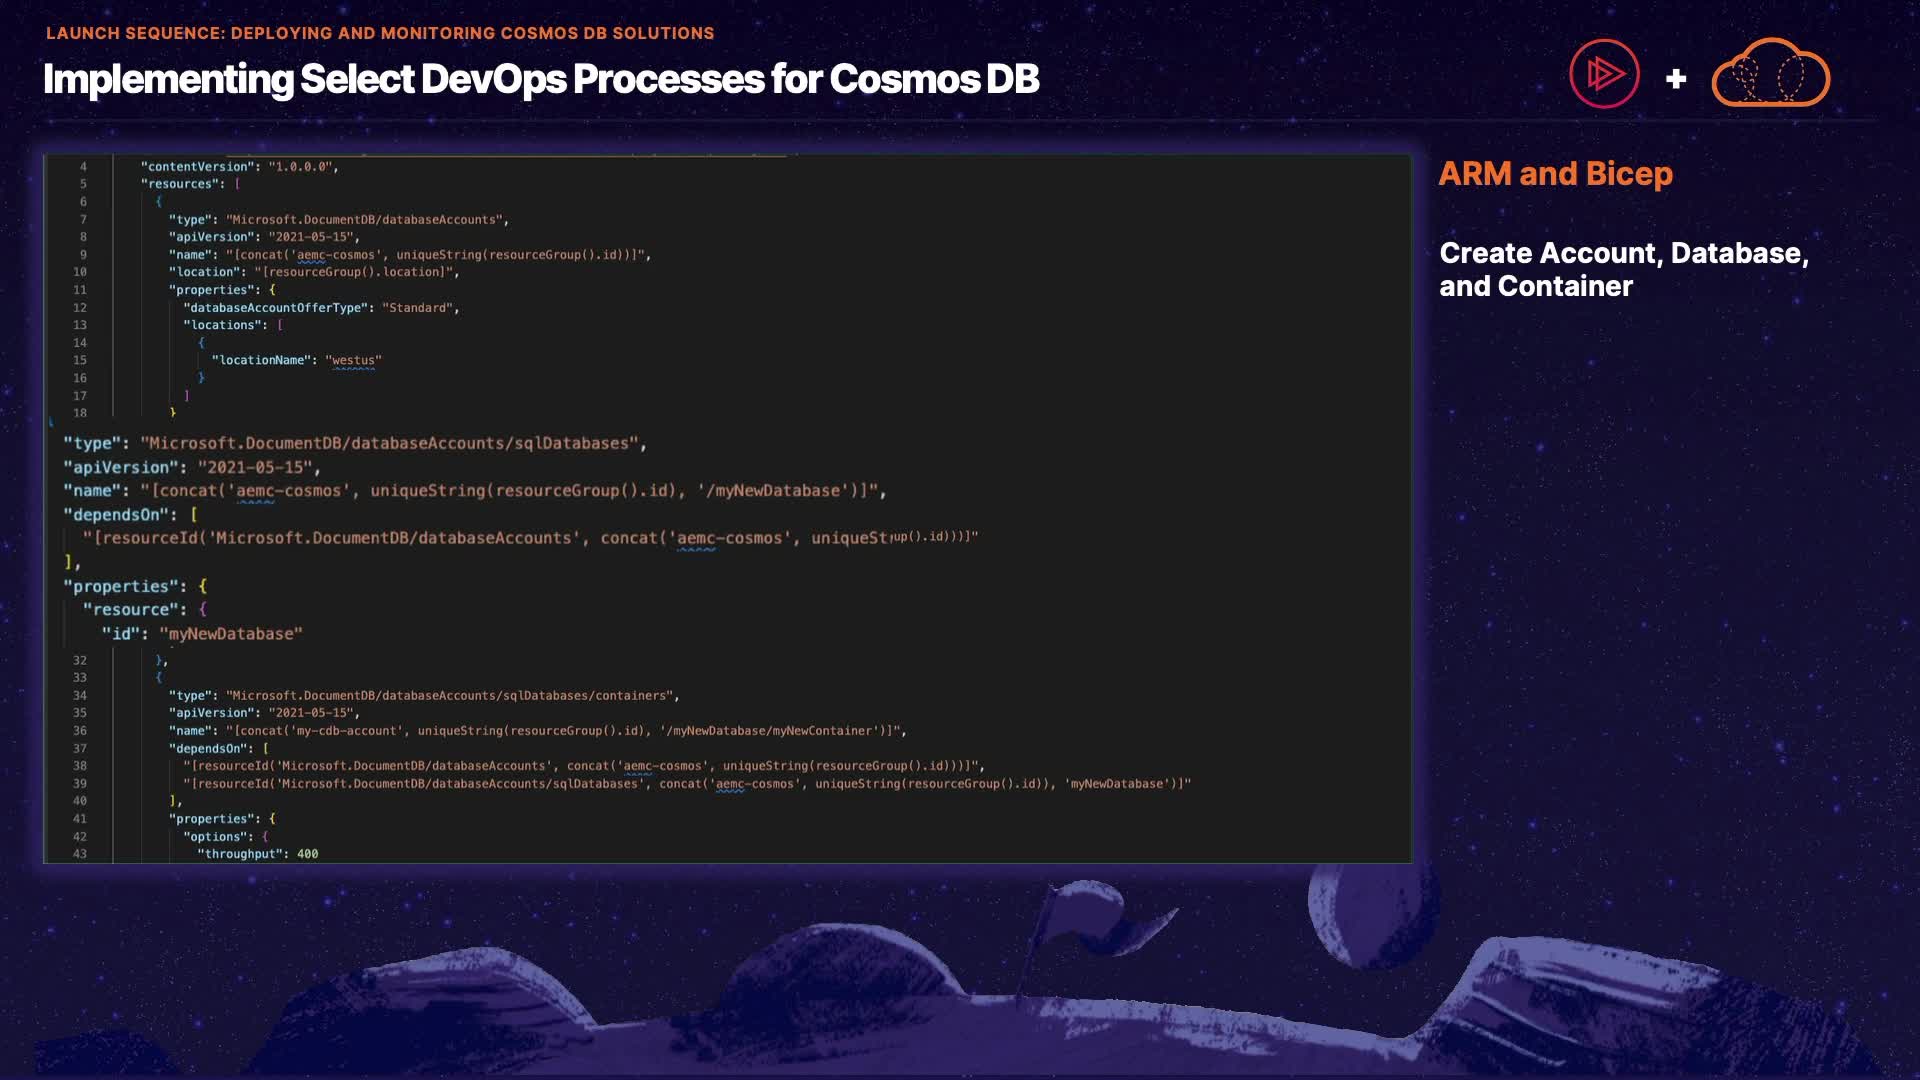 LAUNCH SEQUENCE: DEPLOYING AND MONITORING COSMOS DB SOLUTIONS
Implementing Select DevOps Processes for Cosmos DB
+
4 "contentVersion": "1.0.0.0",
5 "resources": [
6 {
7 "type": "Microsoft.DocumentDB/databaseAccounts",
8 "apiVersion": "2021-05-15",
9 "name": "[concat('aemc-cosmos', uniqueString(resourceGroup().id))]",
10 "location": "[resourceGroup().location]",
11 "properties": {
12 "databaseAccountOfferType": "Standard",
13 "locations": [
14 {
15 "locationName": "westus"
16 }
17 ]
18 }
"type": "Microsoft.DocumentDB/databaseAccounts/sqlDatabases",
"apiVersion": "2021-05-15",
"name": "[concat('aemc-cosmos', uniqueString(resourceGroup().id), '/myNewDatabase')]",
"dependsOn": [
"[resourceId('Microsoft.DocumentDB/databaseAccounts', concat('aemc-cosmos', uniqueStrup().id)))]"
],
"properties": {
"resource": {
"id": "myNewDatabase"
32 },
33 {
34 "type": "Microsoft.DocumentDB/databaseAccounts/sqlDatabases/containers",
35 "apiVersion": "2021-05-15",
36 "name": "[concat('my-cdb-account', uniqueString(resourceGroup().id), '/myNewDatabase/myNewContainer')]",
37 "dependsOn": [
38 "[resourceId('Microsoft.DocumentDB/databaseAccounts', concat('aemc-cosmos', uniqueString(resourceGroup().id)))]",
39 "[resourceId('Microsoft.DocumentDB/databaseAccounts/sqlDatabases', concat('aemc-cosmos', uniqueString(resourceGroup().id)), 'myNewDatabase')]"
40 ],
41 "properties": {
42 "options": {
43 "throughput": 400
ARM and Bicep
Create Account, Database,
and Container